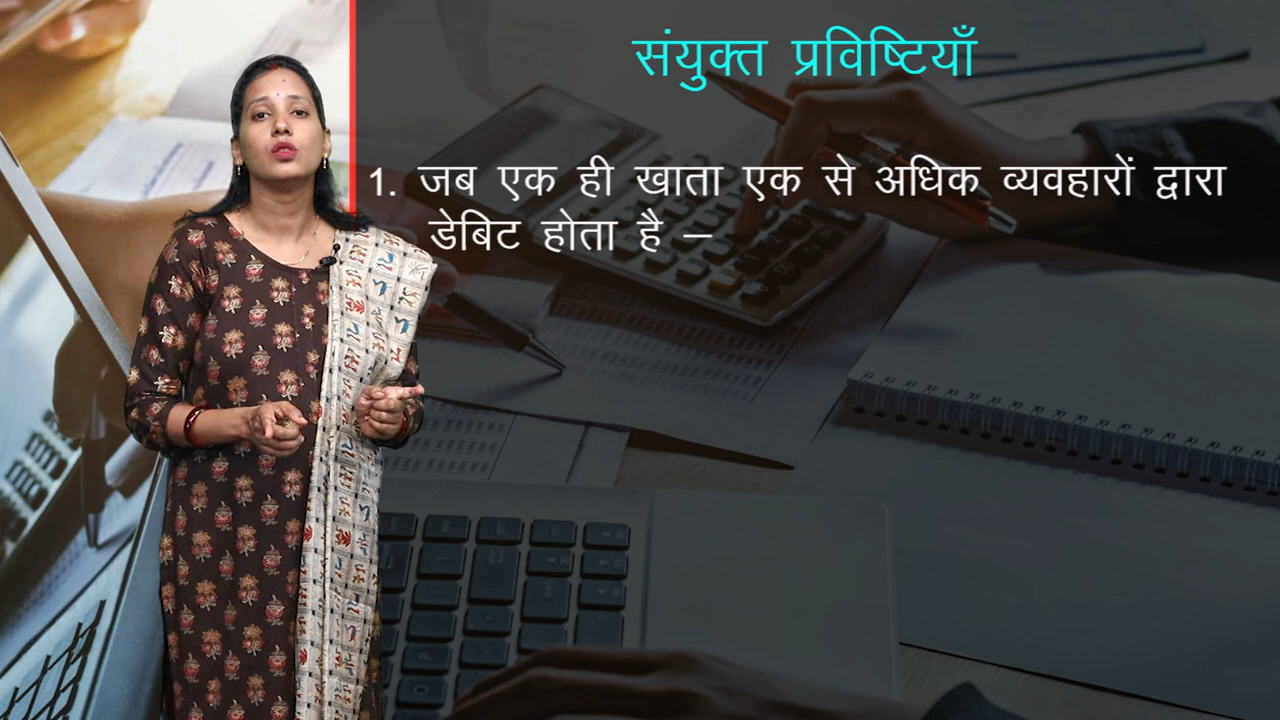 संयुक्त प्रविष्टियाँ
1. जब एक ही खाता एक से अधिक व्यवहारों द्वारा
डेबिट होता है –